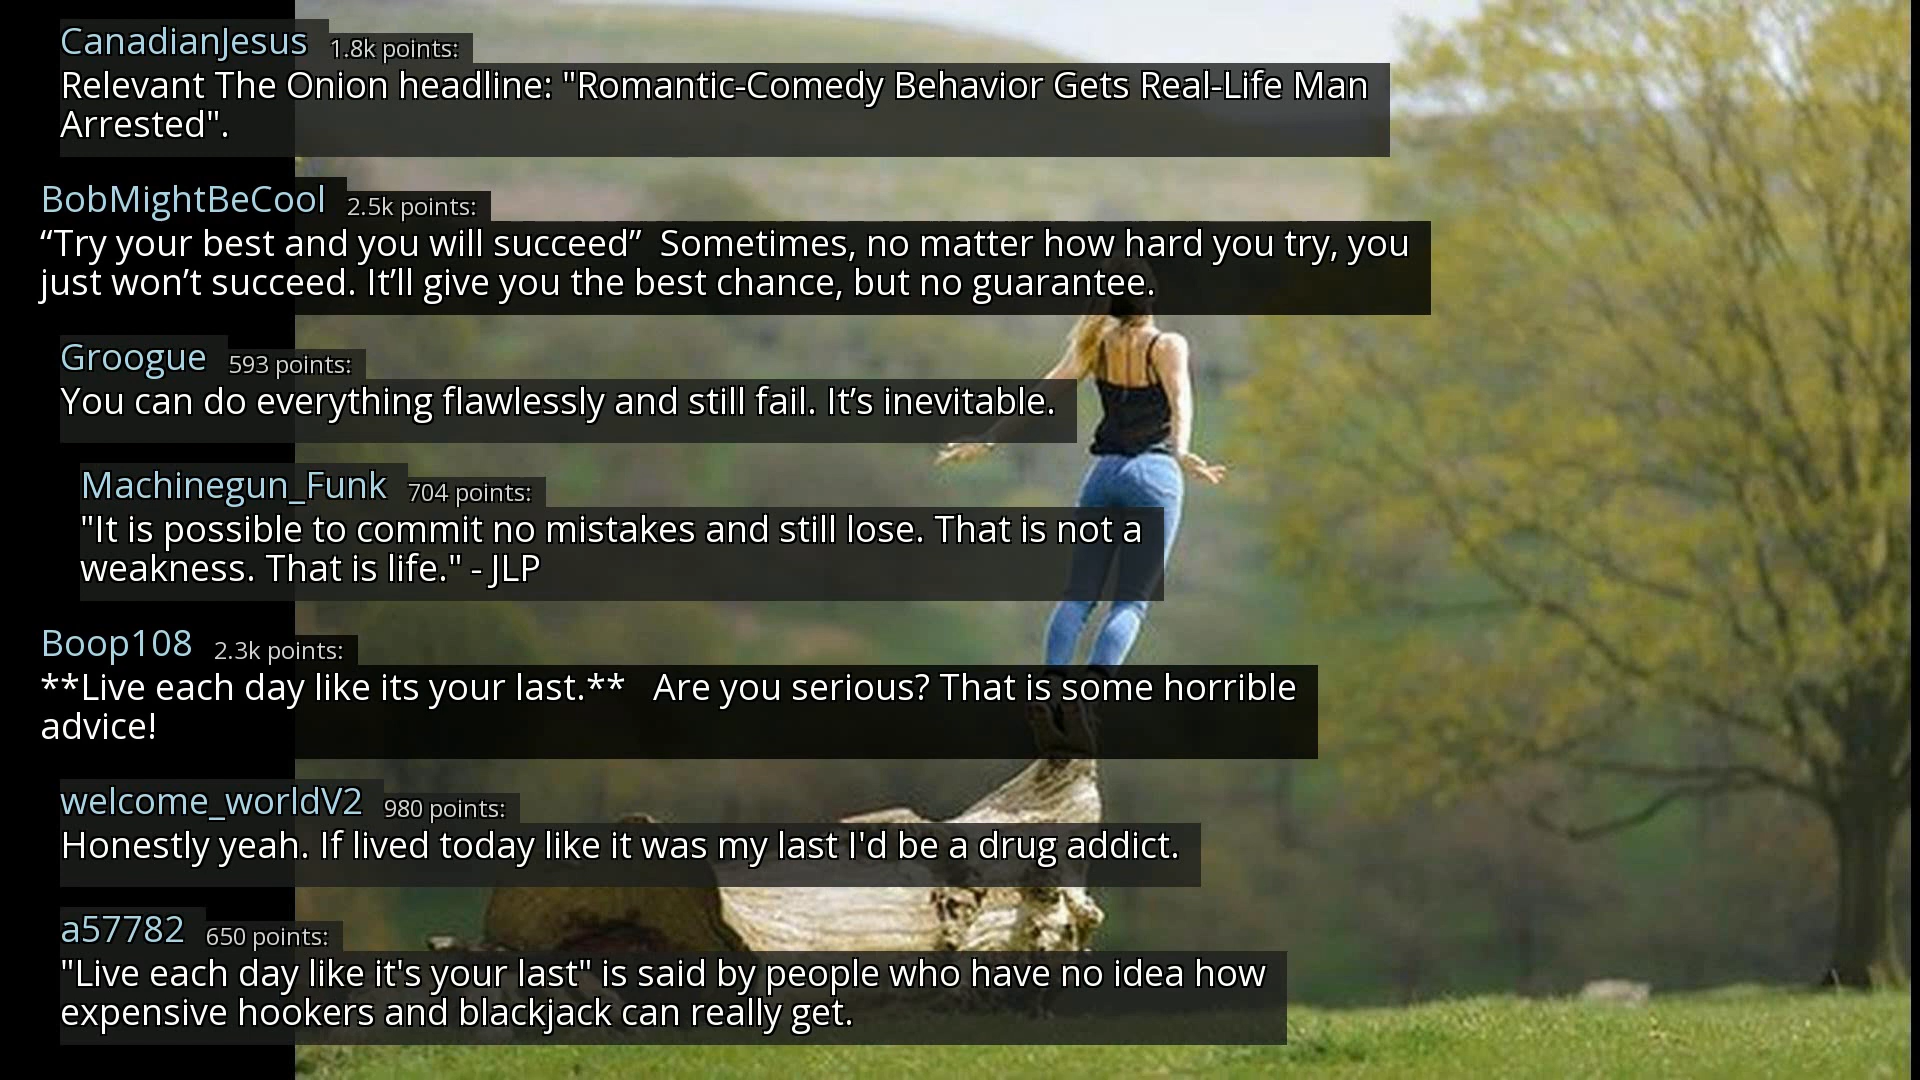 CanadianJesus 1.8k points:
Relevant The Onion headline: "Romantic-Comedy Behavior Gets Real-Life Man
Arrested".
BobMightBeCool 2.5k points:
“Try your best and you will succeed”  Sometimes, no matter how hard you try, you
just won’t succeed. It’ll give you the best chance, but no guarantee.
Groogue 593 points:
You can do everything flawlessly and still fail. It’s inevitable.
Machinegun_Funk 704 points:
"It is possible to commit no mistakes and still lose. That is not a
weakness. That is life." - JLP
Boop108 2.3k points:
**Live each day like its your last.**   Are you serious? That is some horrible
advice!
welcome_worldV2 980 points:
Honestly yeah. If lived today like it was my last I'd be a drug addict.
a57782 650 points:
"Live each day like it's your last" is said by people who have no idea how
expensive hookers and blackjack can really get.